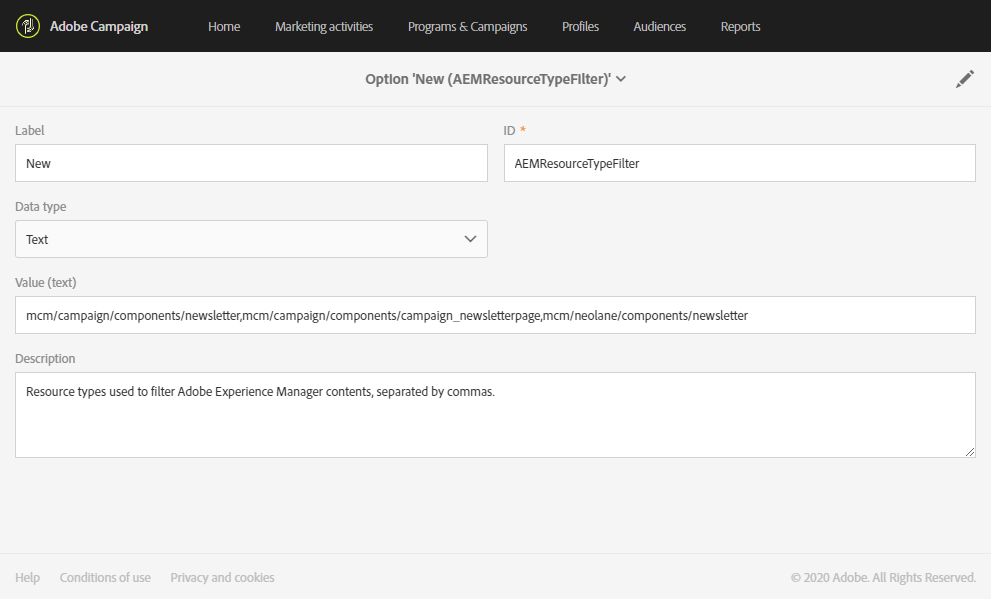 Adobe Campaign Home Marketing activities Programs & Campaigns Profiles Audiences Reports
Option 'New (AEMResourceTypeFilter)'
Label
ID *
New
AEMResourceTypeFilter
Data type
Text
Value (text)
mcm/campaign/components/newsletter,mcm/campaign/components/campaign_newsletterpage,mcm/neolane/components/newsletter
Description
Resource types used to filter Adobe Experience Manager contents, separated by commas.
Help Conditions of use Privacy and cookies © 2020 Adobe. All Rights Reserved.